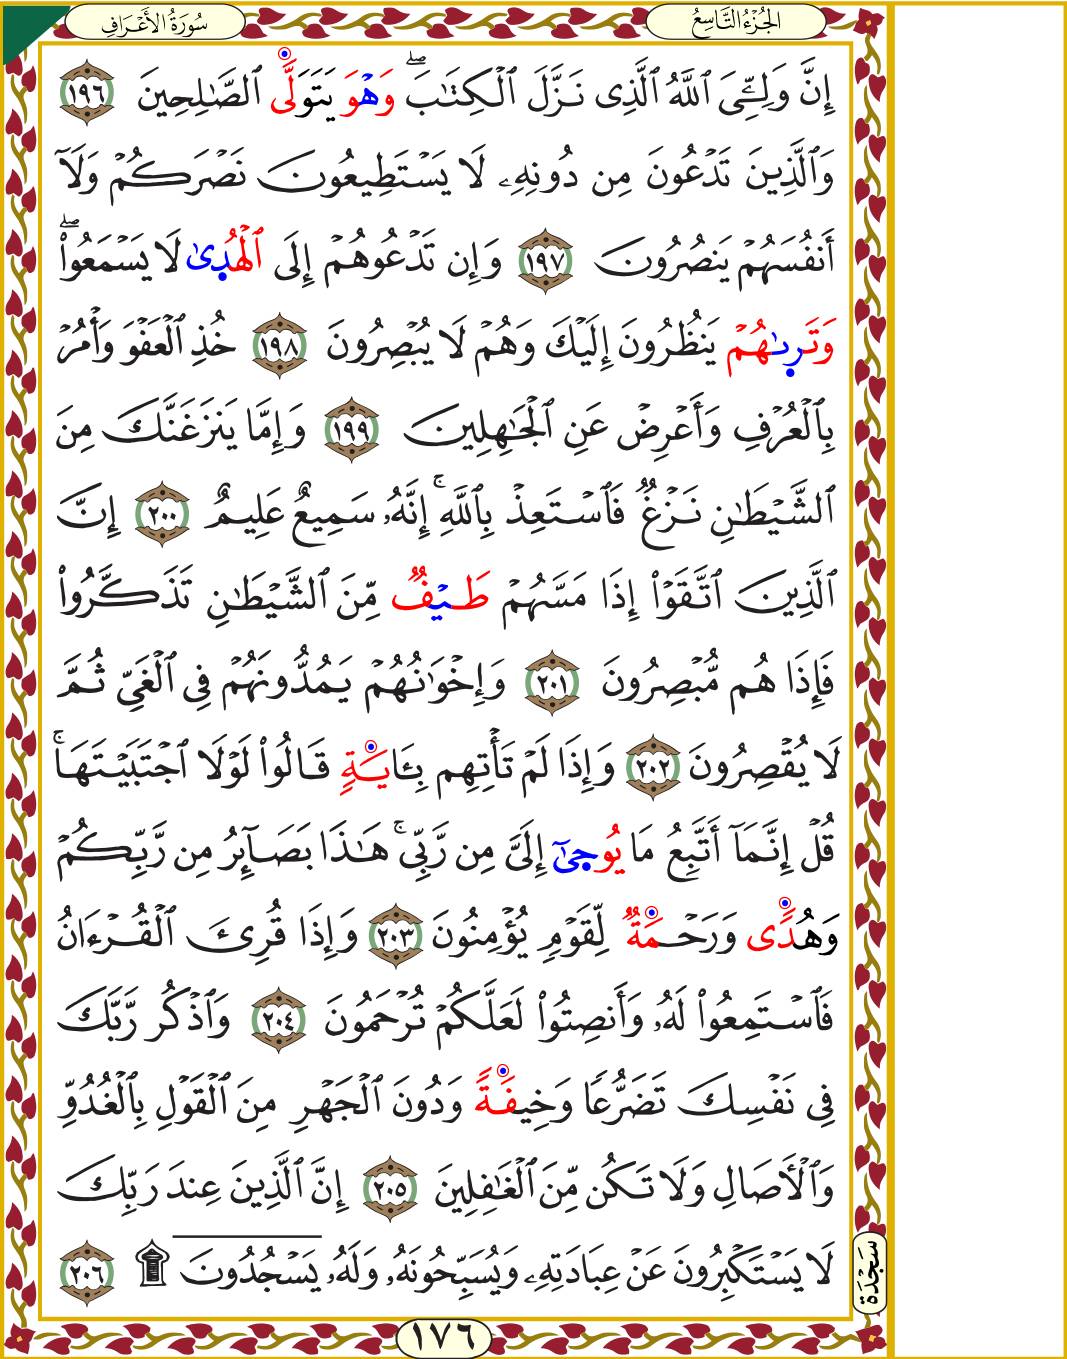 الجُزْءُ التَّاسِعُ
سُورَةُ الأَعْرَافِ
إِنَّ وَلِـِّۧيَ ٱللَّهُ ٱلَّذِى نَزَّلَ ٱلْكِتَٰبَۖ وَهْوَ يَتَوَلَّى ٱلصَّٰلِحِينَ ١٩٦
وَٱلَّذِينَ تَدْعُونَ مِن دُونِهِۦ لَا يَسْتَطِيعُونَ نَصْرَكُمْ وَلَآ
أَنفُسَهُمْ يَنصُرُونَ ١٩٧ وَإِن تَدْعُوهُمْ إِلَى ٱلْهُدٜىٰ لَا يَسْمَعُوا۟ۖ
وَتَرٜىٰهُمْ يَنظُرُونَ إِلَيْكَ وَهُمْ لَا يُبْصِرُونَ ١٩٨ خُذِ ٱلْعَفْوَ وَأْمُرْ
بِٱلْعُرْفِ وَأَعْرِضْ عَنِ ٱلْجَٰهِلِينَ ١٩٩ وَإِمَّا يَنزَغَنَّكَ مِنَ
ٱلشَّيْطَٰنِ نَزْغٌ فَٱسْتَعِذْ بِٱللَّهِۚ إِنَّهُۥ سَمِيعٌ عَلِيمٌ ٢٠٠ إِنَّ
ٱلَّذِينَ ٱتَّقَوْا۟ إِذَا مَسَّهُمْ طَيْفٌ مِّنَ ٱلشَّيْطَٰنِ تَذَكَّرُوا۟
فَإِذَا هُم مُّبْصِرُونَ ٢٠١ وَإِخْوَٰنُهُمْ يَمُدُّونَهُمْ فِى ٱلْغَىِّ ثُمَّ
لَا يُقْصِرُونَ ٢٠٢ وَإِذَا لَمْ تَأْتِهِم بِـَٔايَةٍ قَالُوا۟ لَوْلَا ٱجْتَبَيْتَهَاۚ
قُلْ إِنَّمَآ أَتَّبِعُ مَا يُوحٜىٰٓ إِلَىَّ مِن رَّبِّىۚ هَٰذَا بَصَآئِرُ مِن رَّبِّكُمْ
وَهُدًى وَرَحْمَةٌ لِّقَوْمٍ يُؤْمِنُونَ ٢٠٣ وَإِذَا قُرِئَ ٱلْقُرْءَانُ
فَٱسْتَمِعُوا۟ لَهُۥ وَأَنصِتُوا۟ لَعَلَّكُمْ تُرْحَمُونَ ٢٠٤ وَٱذْكُر رَّبَّكَ
فِى نَفْسِكَ تَضَرُّعًا وَخِيفَةً وَدُونَ ٱلْجَهْرِ مِنَ ٱلْقَوْلِ بِٱلْغُدُوِّ
وَٱلْأَصَالِ وَلَا تَكُن مِّنَ ٱلْغَٰفِلِينَ ٢٠٥ إِنَّ ٱلَّذِينَ عِندَ رَبِّكَ
لَا يَسْتَكْبِرُونَ عَنْ عِبَادَتِهِۦ وَيُسَبِّحُونَهُۥ وَلَهُۥ يَسْجُدُونَ ۩ ٢٠٦
سَجْدَة
١٧٦